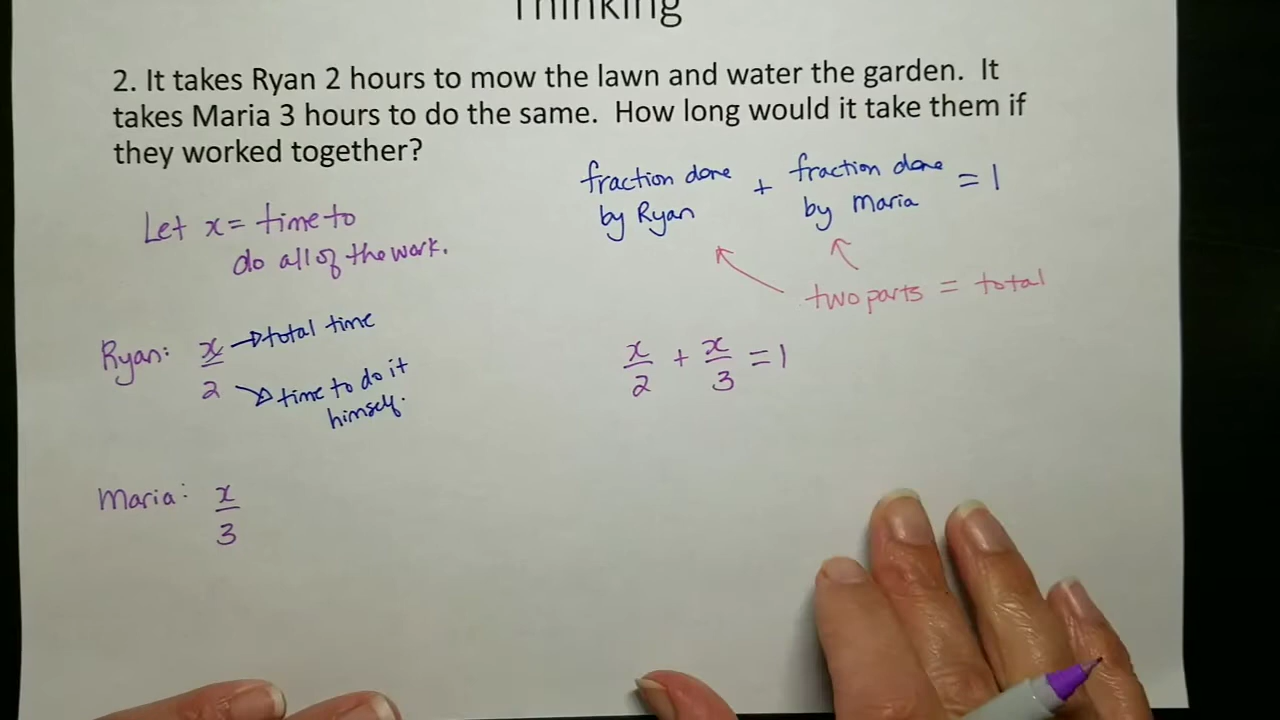 Thinking
2. It takes Ryan 2 hours to mow the lawn and water the garden. It
takes Maria 3 hours to do the same. How long would it take them if
they worked together?
Let x = time to
do all of the work.
fraction done by Ryan + fraction done by Maria = 1
two parts = total
Ryan: x/2
→ total time
→ time to do it
himself.
x/2 + x/3 = 1
Maria: x/3